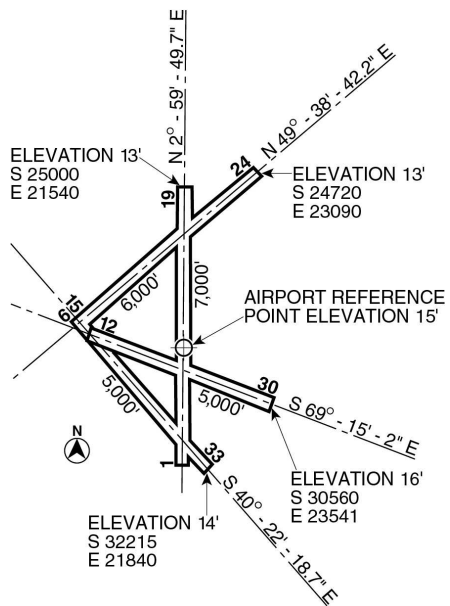 N 2° - 59' - 49.7" E
N 49° - 38' - 42.2" E
ELEVATION 13'
S 25000
E 21540
19
24
ELEVATION 13'
S 24720
E 23090
6,000'
7,000'
15
6
12
AIRPORT REFERENCE
POINT ELEVATION 15'
5,000'
5,000'
30
S 69° - 15' - 2" E
N
1
33
ELEVATION 16'
S 30560
E 23541
ELEVATION 14'
S 32215
E 21840
S 40° - 22' - 18.7" E